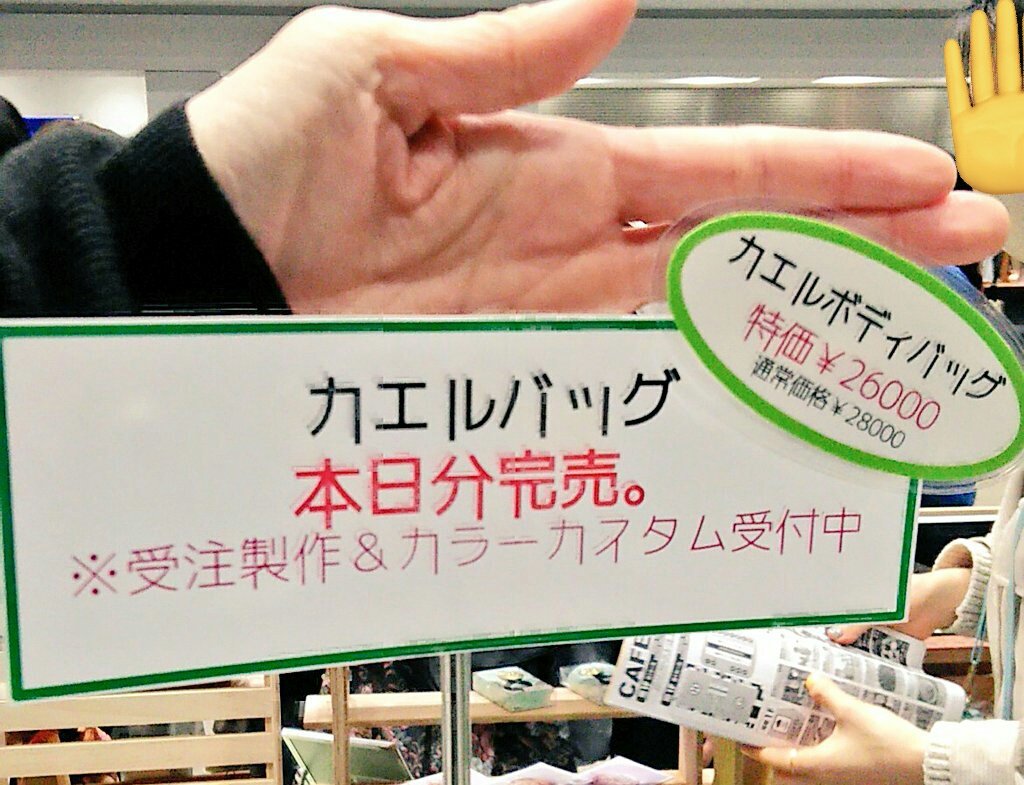 カエルボディバッグ
特価¥26000
通常価格¥28000
カエルバッグ
本日分完売。
※受注製作&カラーカスタム受付中
CAFE